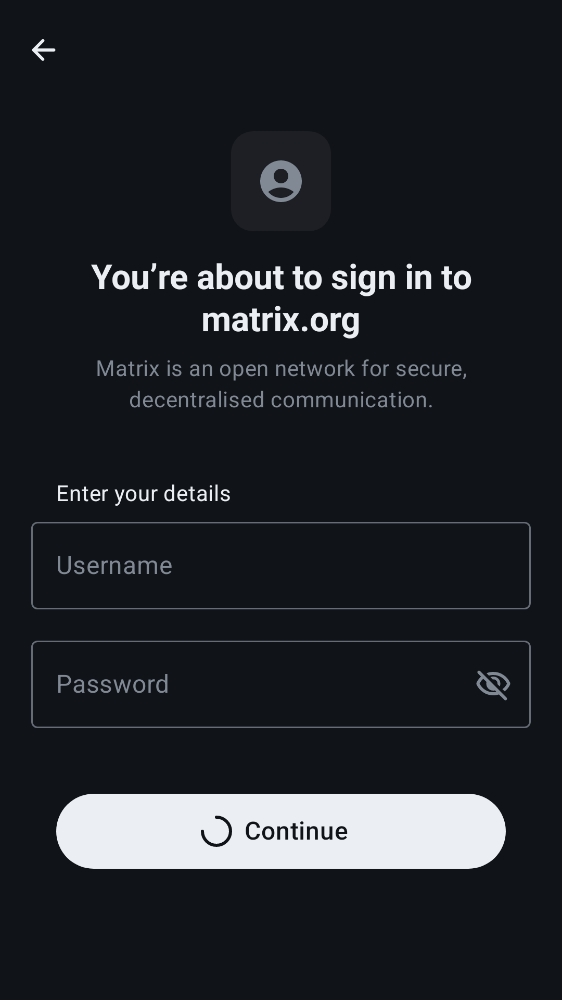 You’re about to sign in to
matrix.org
Matrix is an open network for secure,
decentralised communication.
Enter your details
Username
Password
Continue